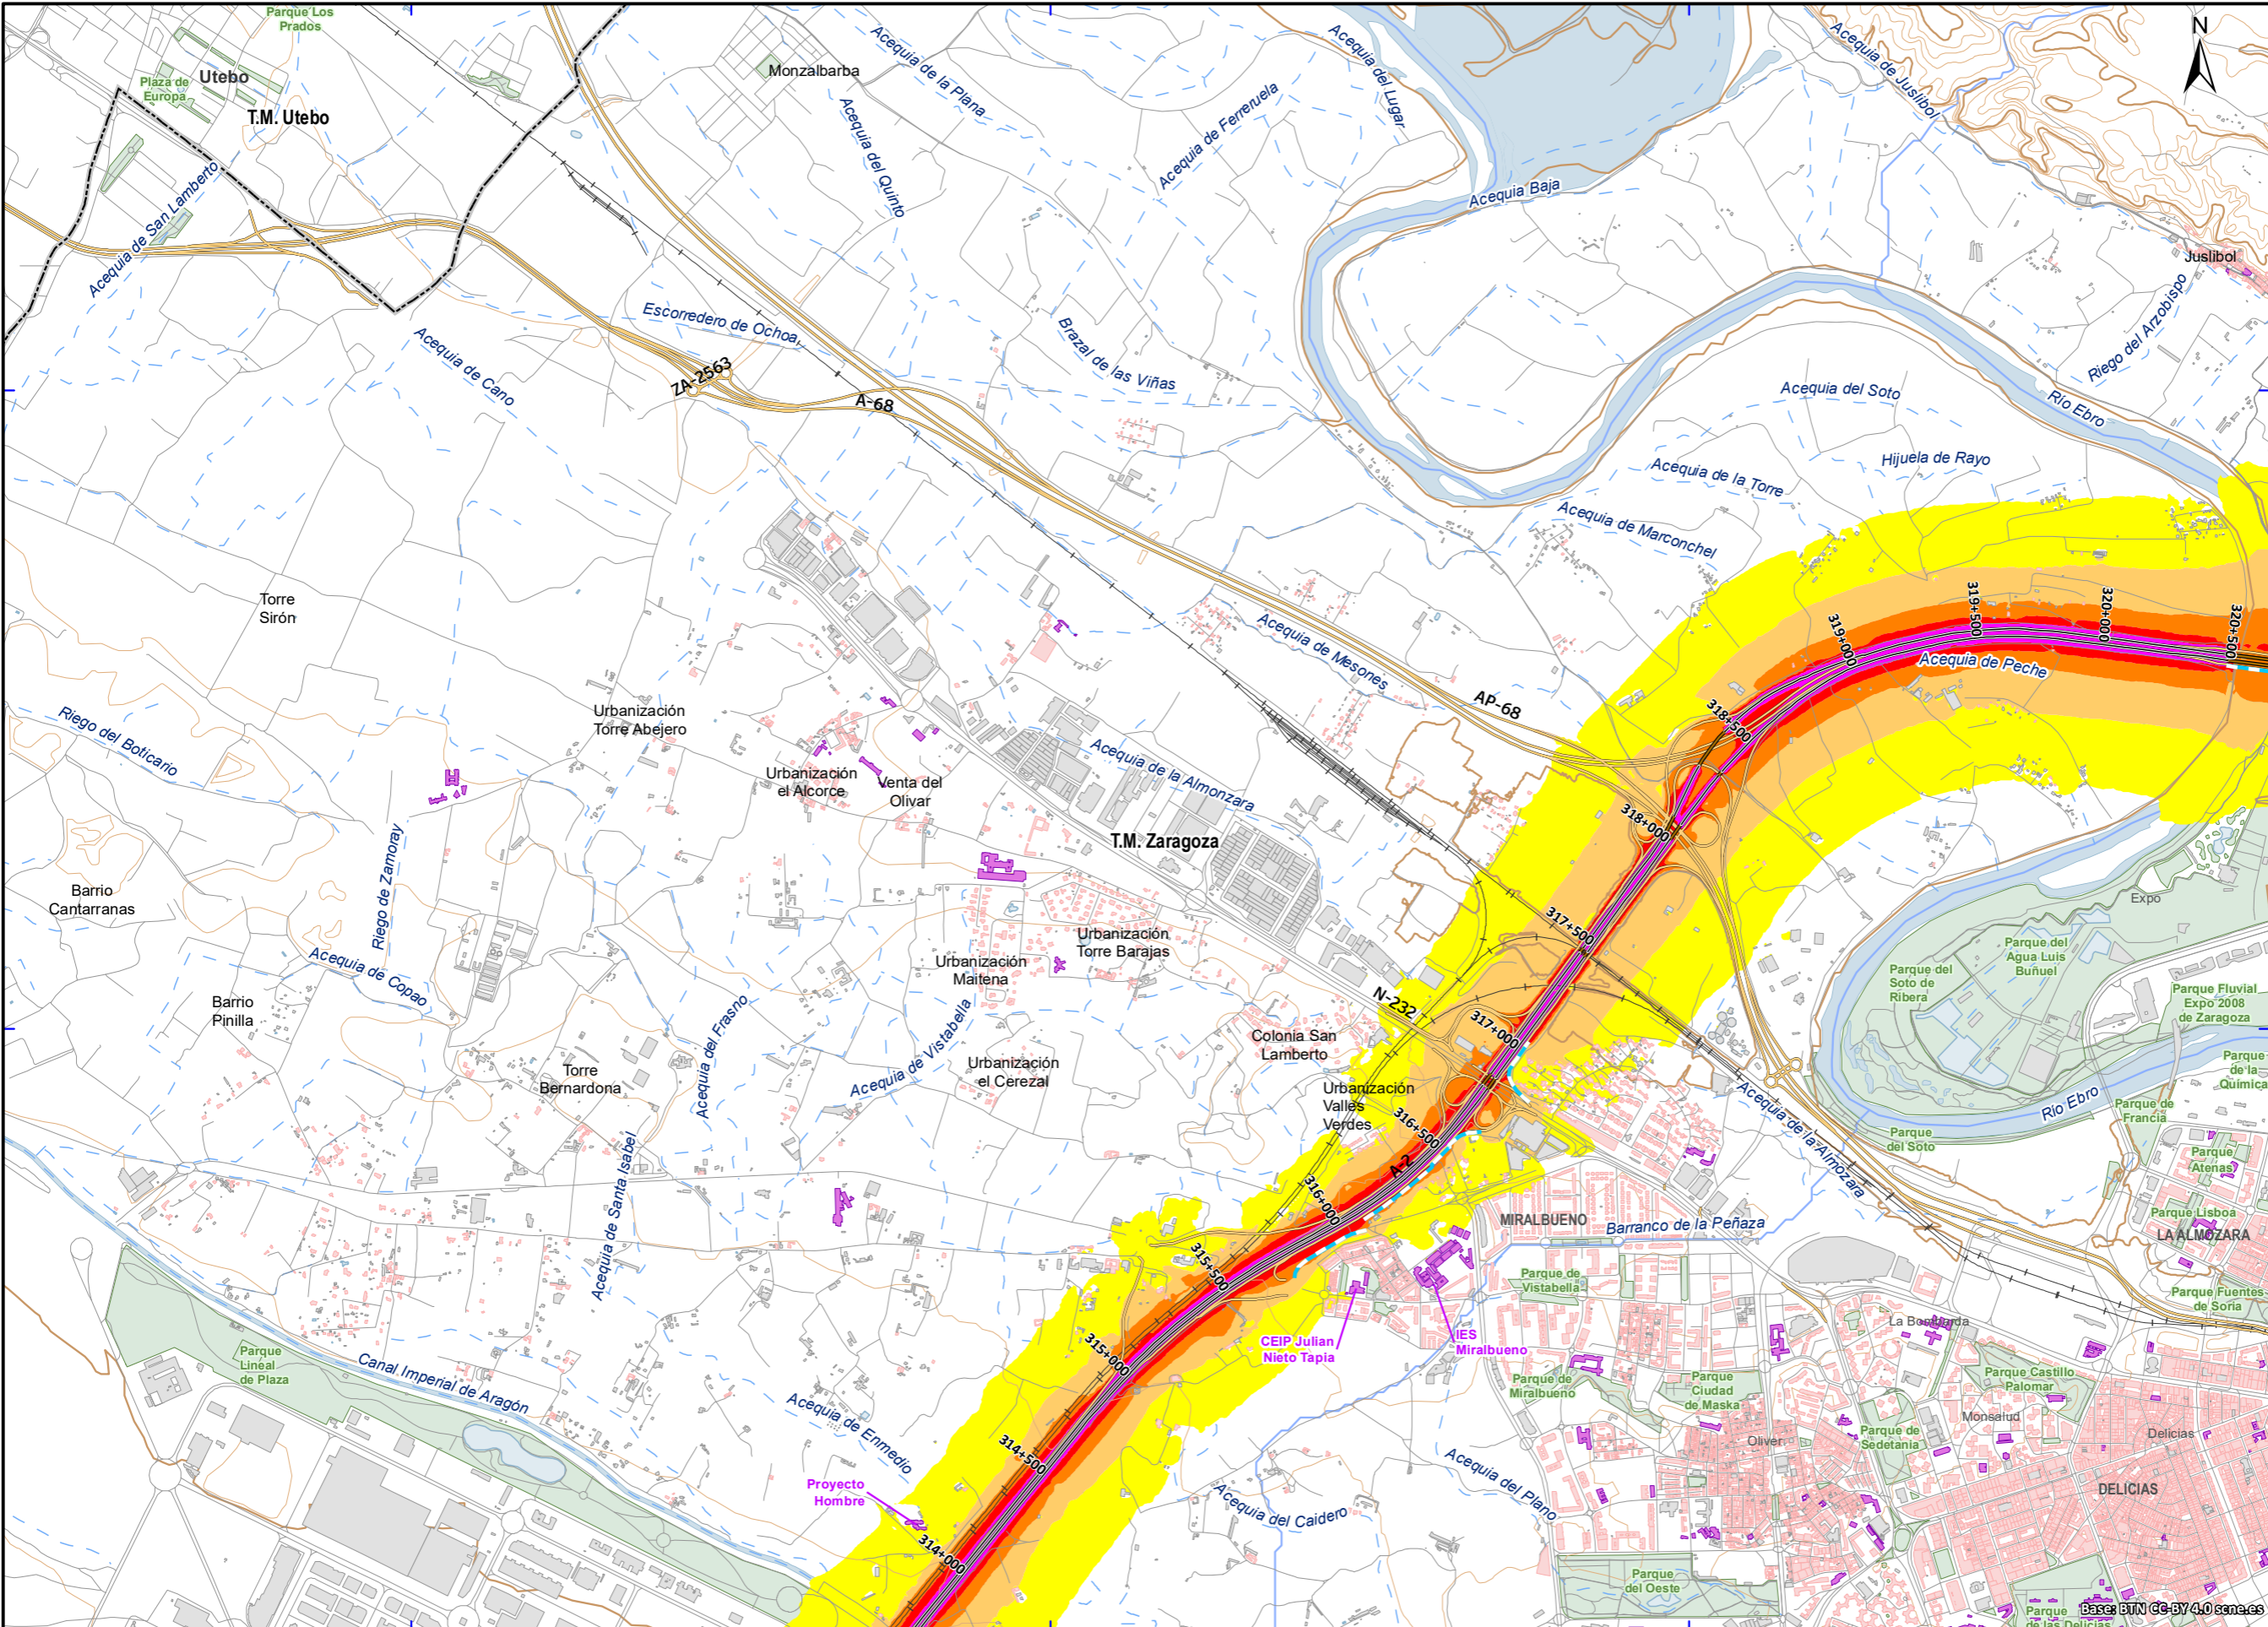 Parque Los
Prados
N
Utebo
Plaza de
Europa
T.M. Utebo
Monzalbarba
Acequia de la Plana
Acequia del Lugar
Acequia de Juslibol
Acequia del Quinto
Acequia de Ferreruela
Acequia Baja
Acequia de San Lamberto
Juslibol
Escorredero de Ochoa
Acequia de Cano
Brazal de las Viñas
Riego del Arzobispo
ZA-2563
A-68
Acequia del Soto
Río Ebro
Acequia de la Torre
Hijuela de Rayo
Acequia de Marconchel
Torre
Sirón
Acequia de Mesones
319+000
319+500
320+000
320+500
Acequia de Peche
AP-68
318+500
Riego del Boticario
Urbanización
Torre Abejero
Urbanización
el Alcorce
Venta del
Olivar
Acequia de la Almonzara
T.M. Zaragoza
318+000
Riego de Zamoray
Barrio
Cantarranas
Expo
317+500
Urbanización
Torre Barajas
Urbanización
Maitena
Parque del
Agua Luis
Buñuel
Parque del
Soto de
Ribera
Acequia de Copao
Barrio
Pinilla
Parque Fluvial
Expo 2008
de Zaragoza
N-232
317+000
Acequia del Frasno
Acequia de Vistabella
Colonia San
Lamberto
Urbanización
el Cerezal
Torre
Bernardona
Parque
de la
Química
Urbanización
Valles
Verdes
Río Ebro
Parque de
Francia
316+500
Acequia de la Almozara
Parque
del Soto
Acequia de Santa Isabel
A-2
Parque
Atenas
316+000
MIRALBUENO
Barranco de la Peñaza
Parque Lisboa
LA ALMOZARA
315+500
Parque de
Vistabella
Parque Fuentes
de Soria
La Bombarda
CEIP Julian
Nieto Tapia
IES
Miralbueno
315+000
Parque
Lineal
de Plaza
Canal Imperial de Aragón
Parque de
Miralbueno
Parque
Ciudad
de Maska
Parque Castillo
Palomar
Acequia de Enmedio
Monsalud
Oliver
Parque de
Sedetania
Delicias
314+500
Proyecto
Hombre
Acequia del Plano
Acequia del Caidero
DELICIAS
314+000
Parque
del Oeste
Parque
de las Delicias
Base: BTN CC-BY 4.0 scne.es